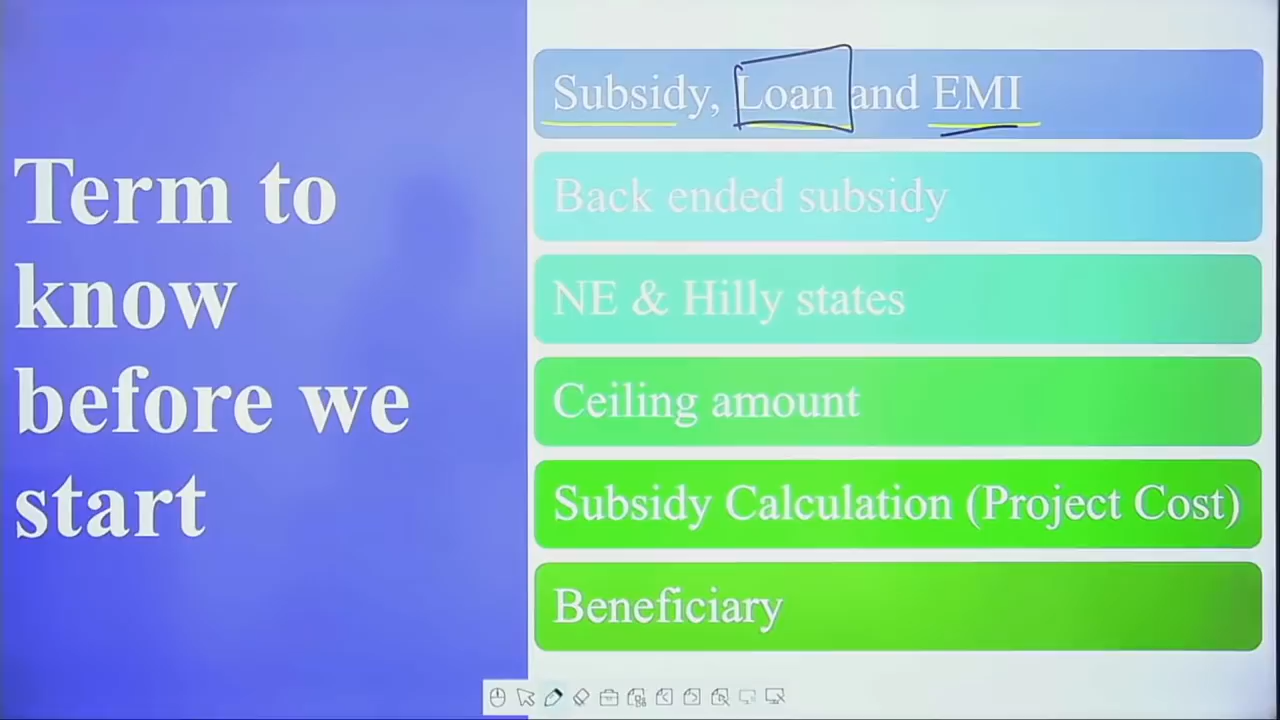 Term to
know
before we
start
Subsidy, Loan and EMI
Back ended subsidy
NE & Hilly states
Ceiling amount
Subsidy Calculation (Project Cost)
Beneficiary